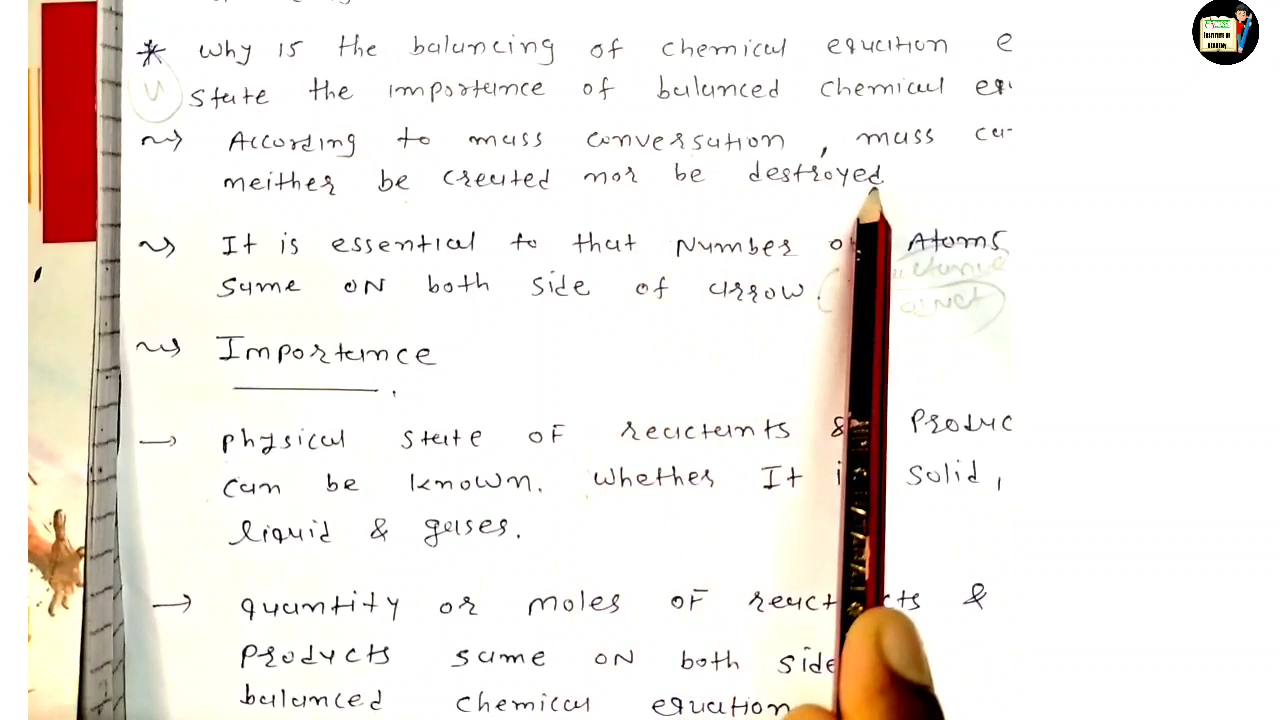 * Why is the balancing of chemical equation
State the importance of balanced chemical
According to mass conversation, mass
neither be created nor be destroyed
It is essential to that Number of Atoms
same on both side of arrow.
Importance
→ physical state of reactants &
can be known. whether It is solid,
liquid & gases.
→ quantity or moles of reactants &
products same on both side
balanced chemical equation